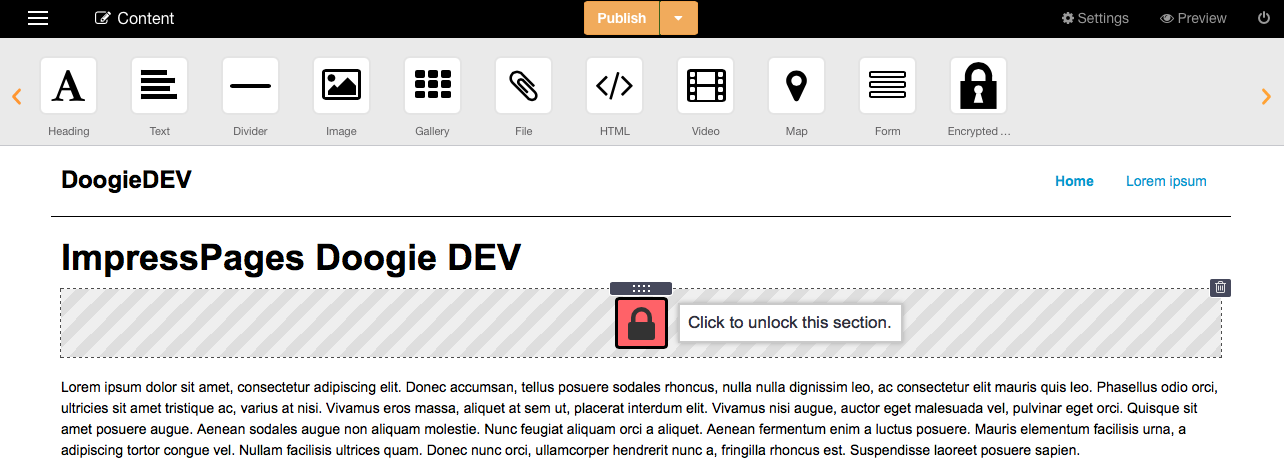 Content
Publish
Settings
Preview
Heading
Text
Divider
Image
Gallery
File
HTML
Video
Map
Form
Encrypted ...
DoogieDEV
Home
Lorem ipsum
ImpressPages Doogie DEV
Click to unlock this section.
Lorem ipsum dolor sit amet, consectetur adipiscing elit. Donec accumsan, tellus posuere sodales rhoncus, nulla nulla dignissim leo, ac consectetur elit mauris quis leo. Phasellus odio orci,
ultricies sit amet tristique ac, varius at nisi. Vivamus eros massa, aliquet at sem ut, placerat interdum elit. Vivamus nisi augue, auctor eget malesuada vel, pulvinar eget orci. Quisque sit
amet posuere augue. Aenean sodales augue non aliquam molestie. Nunc feugiat aliquam orci a aliquet. Aenean fermentum enim a luctus posuere. Mauris elementum facilisis urna, a
adipiscing tortor congue vel. Nullam facilisis ultrices quam. Donec nunc orci, ullamcorper hendrerit nunc a, fringilla rhoncus est. Suspendisse laoreet posuere sapien.